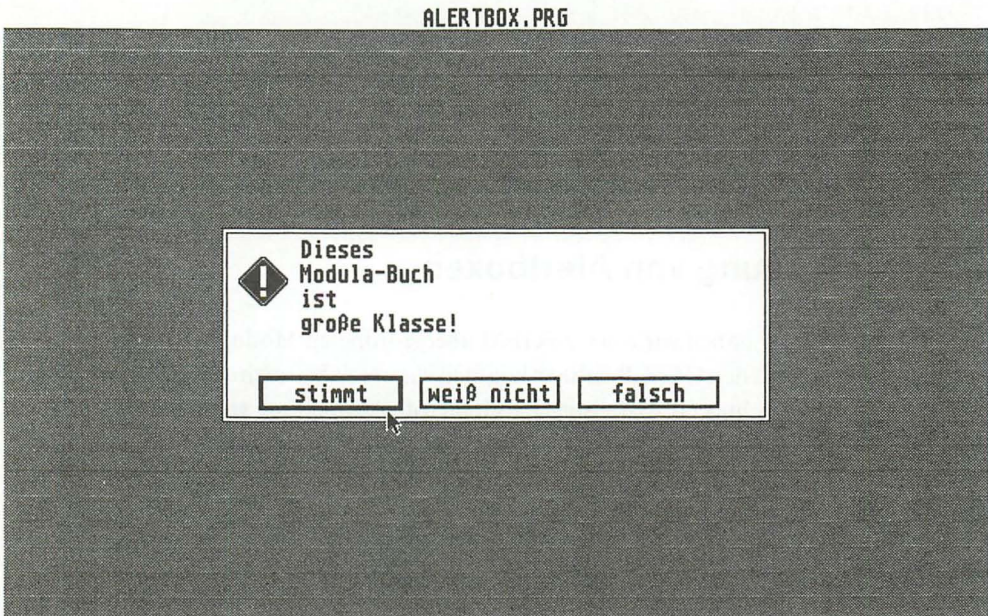 ALERTBOX.PRG
Dieses
Modula-Buch
ist
große Klasse!
stimmt
weiß nicht
falsch